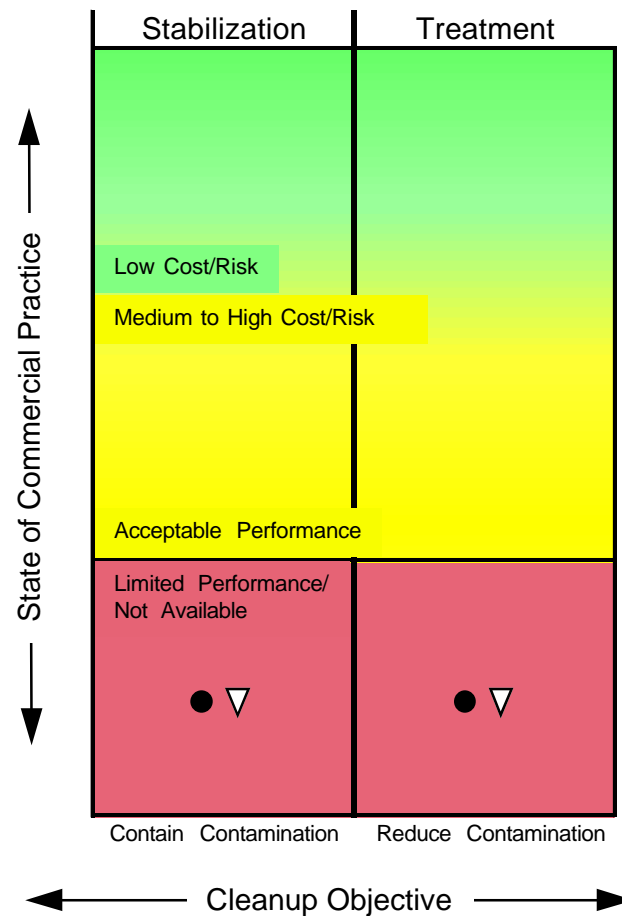 Stabilization
Treatment
State of Commercial Practice
Low Cost/Risk
Medium to High Cost/Risk
Acceptable Performance
Limited Performance/
Not Available
Contain Contamination
Reduce Contamination
Cleanup Objective